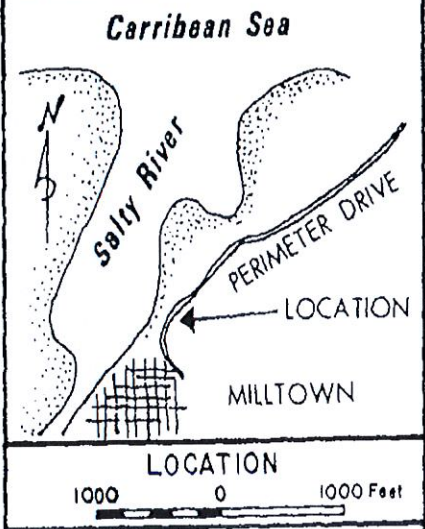 Carribean Sea
N
Salty River
PERIMETER DRIVE
LOCATION
MILLTOWN
LOCATION
1000 0 1000 Feet